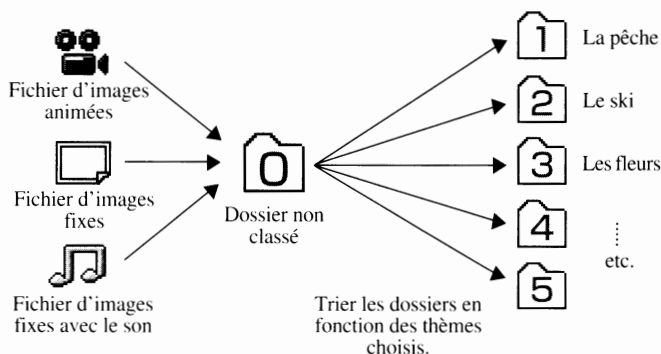 Fichier d'images
animées
Fichier d'images
fixes
Fichier d'images
fixes avec le son
0
Dossier non
classé
1 La pêche
2 Le ski
3 Les fleurs
4
etc.
5
Trier les dossiers en
fonction des thèmes
choisis.